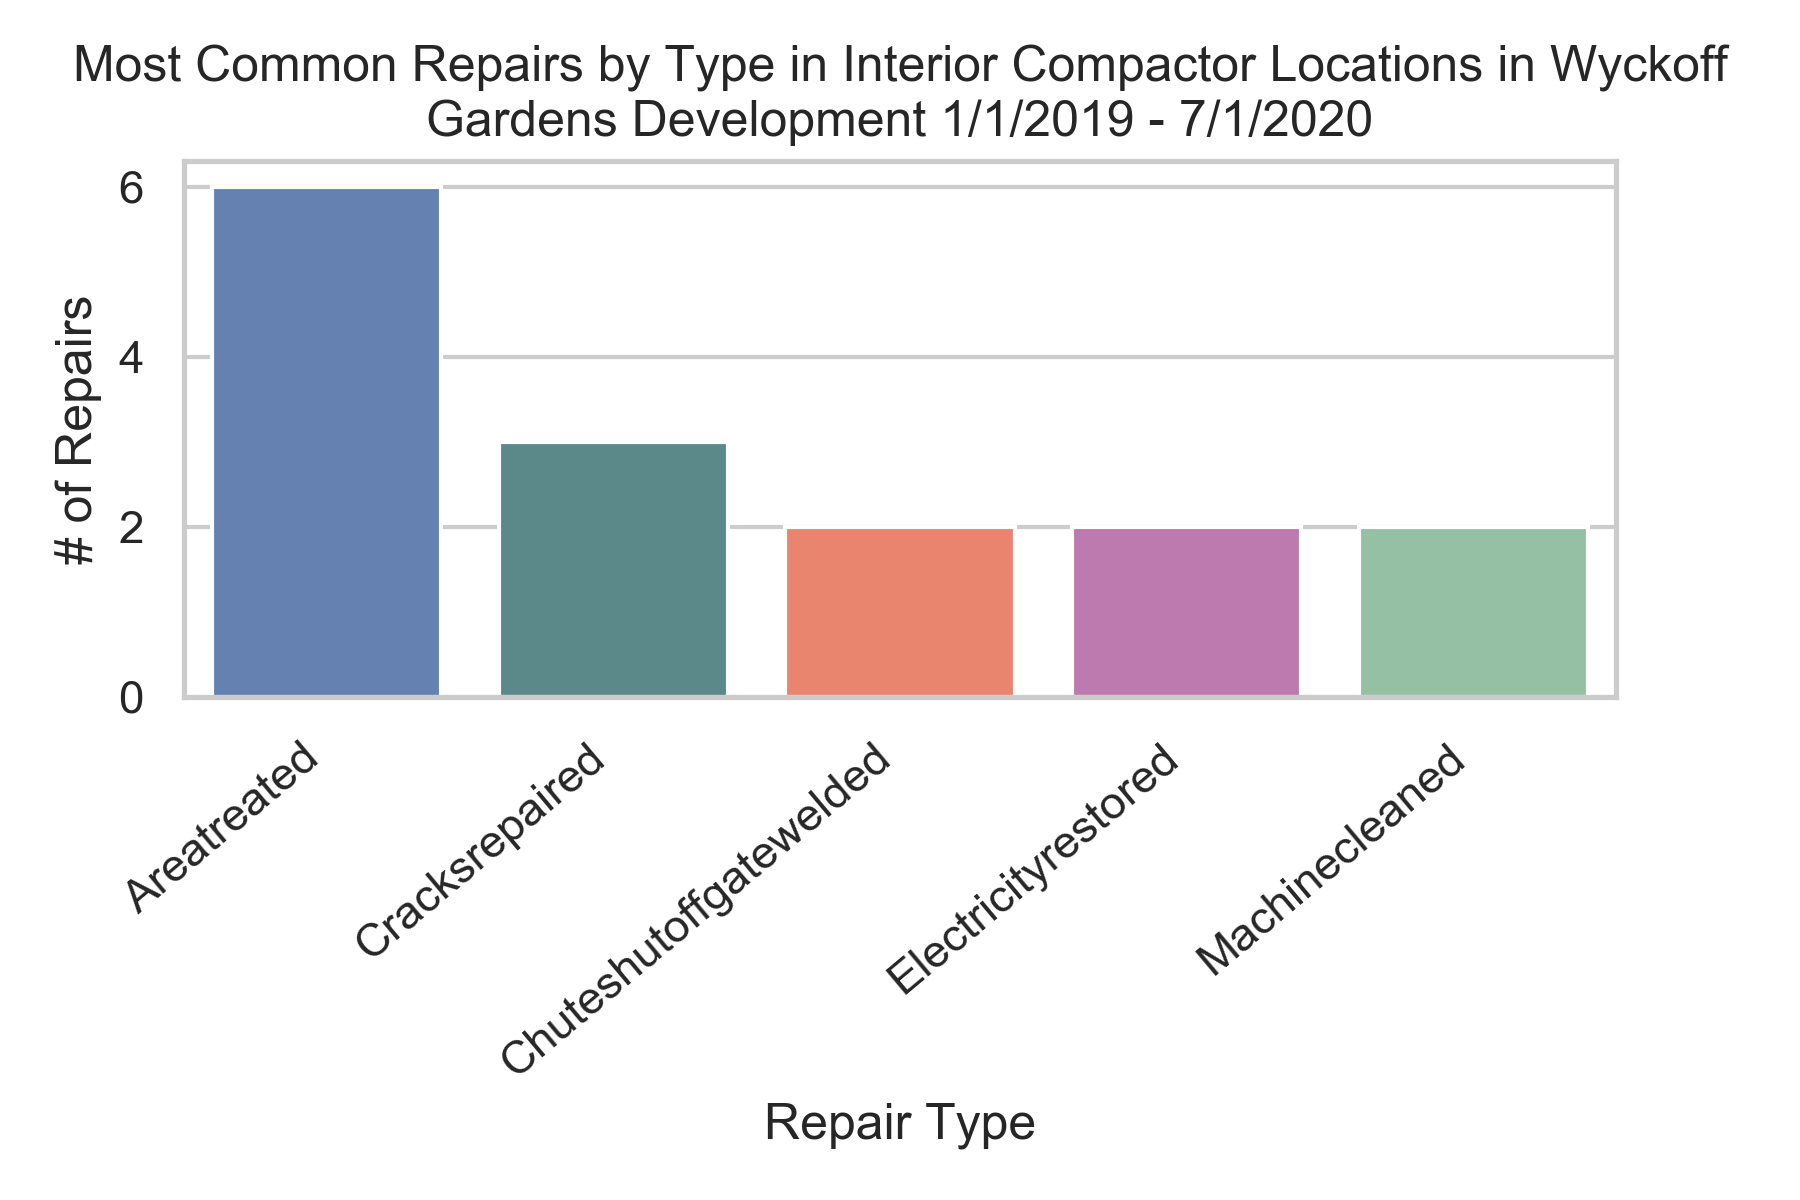 Most Common Repairs by Type in Interior Compactor Locations in Wyckoff
Gardens Development 1/1/2019 - 7/1/2020
# of Repairs
6
4
2
0
Areatreated
Cracksrepaired
Chuteshutoffgatewelded
Electricityrestored
Machinecleaned
Repair Type